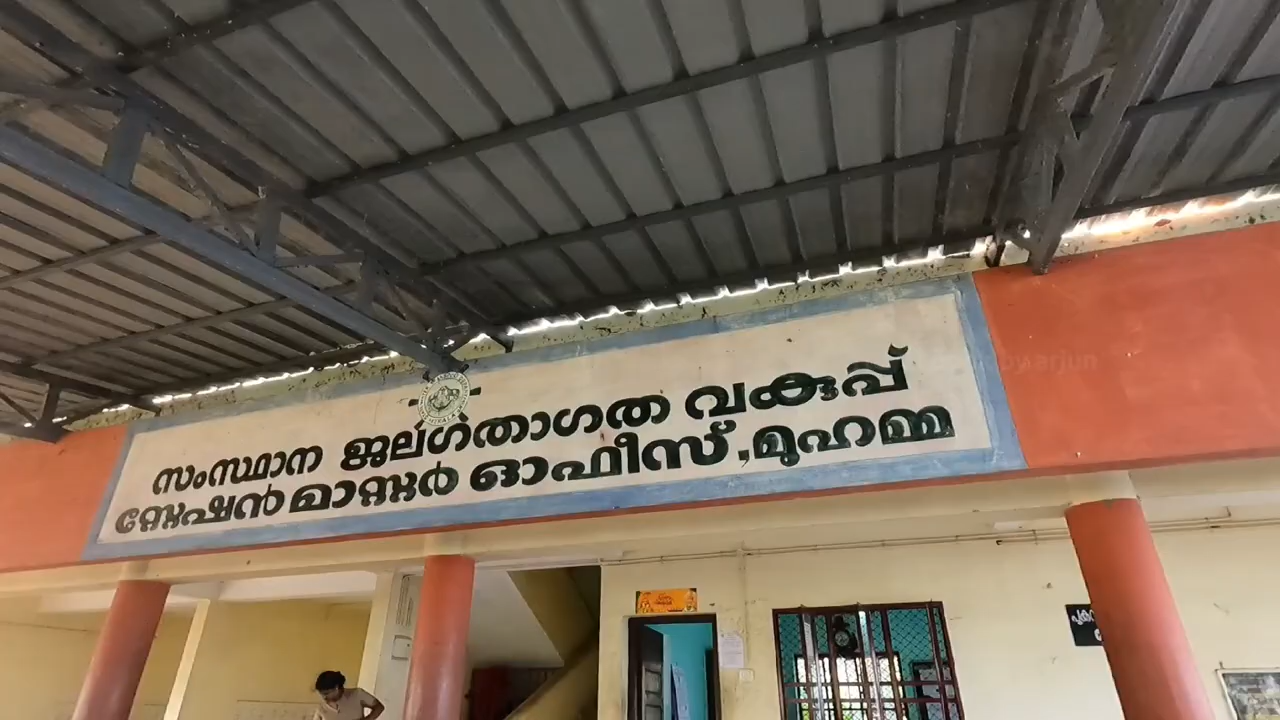 സംസ്ഥാന ജലഗതാഗത വകുപ്പ്
സ്റ്റേഷൻ മാസ്റ്റർ ഓഫീസ്, മുഹമ്മ